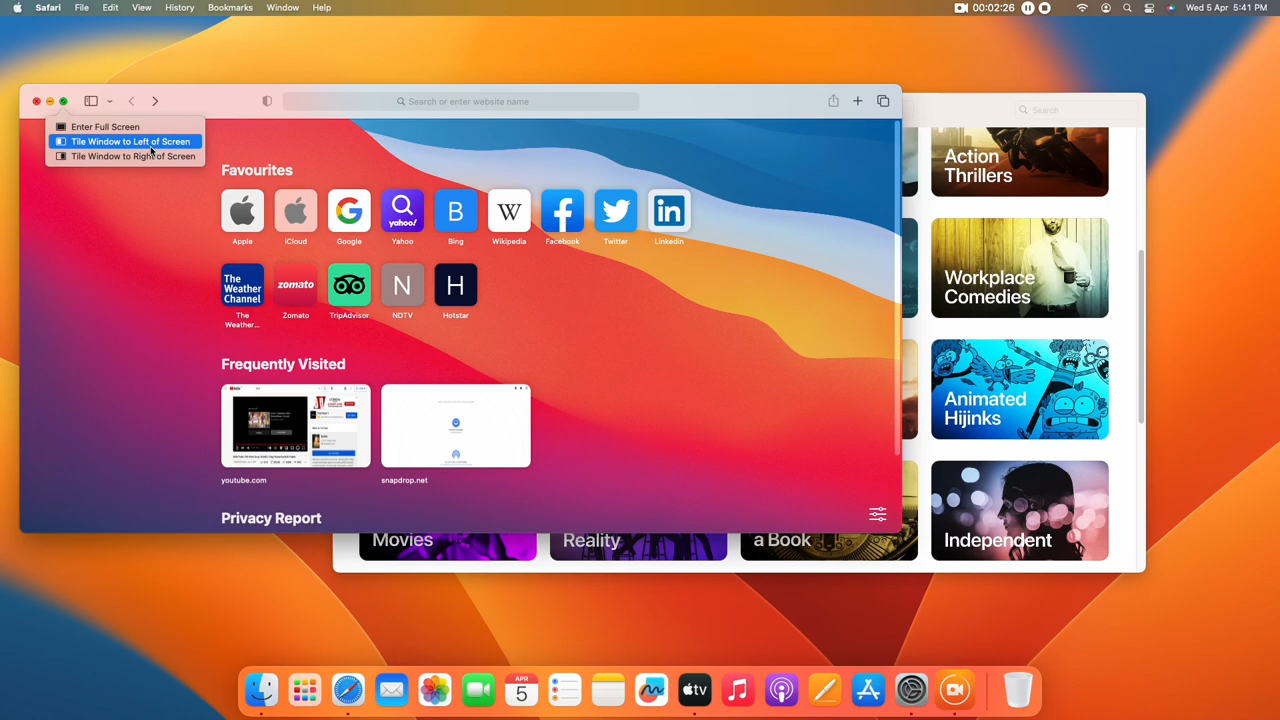 Safari File Edit View History Bookmarks Window Help
00:02:26
Wed 5 Apr 5:41 PM
Search or enter website name
Search
Enter Full Screen
Tile Window to Left of Screen
Tile Window to Right of Screen
Favourites
Apple iCloud Google Yahoo Bing Wikipedia Facebook Twitter Linkedin
yahoo!
B
W
in
The
Weather
Channel
zomato
N
H
The
Weather...
Zomato TripAdvisor NDTV Hotstar
Frequently Visited
youtube.com
snapdrop.net
Privacy Report
Action
Thrillers
Workplace
Comedies
Animated
Hijinks
Independent
Movies
Reality
a Book
APR
5
tv